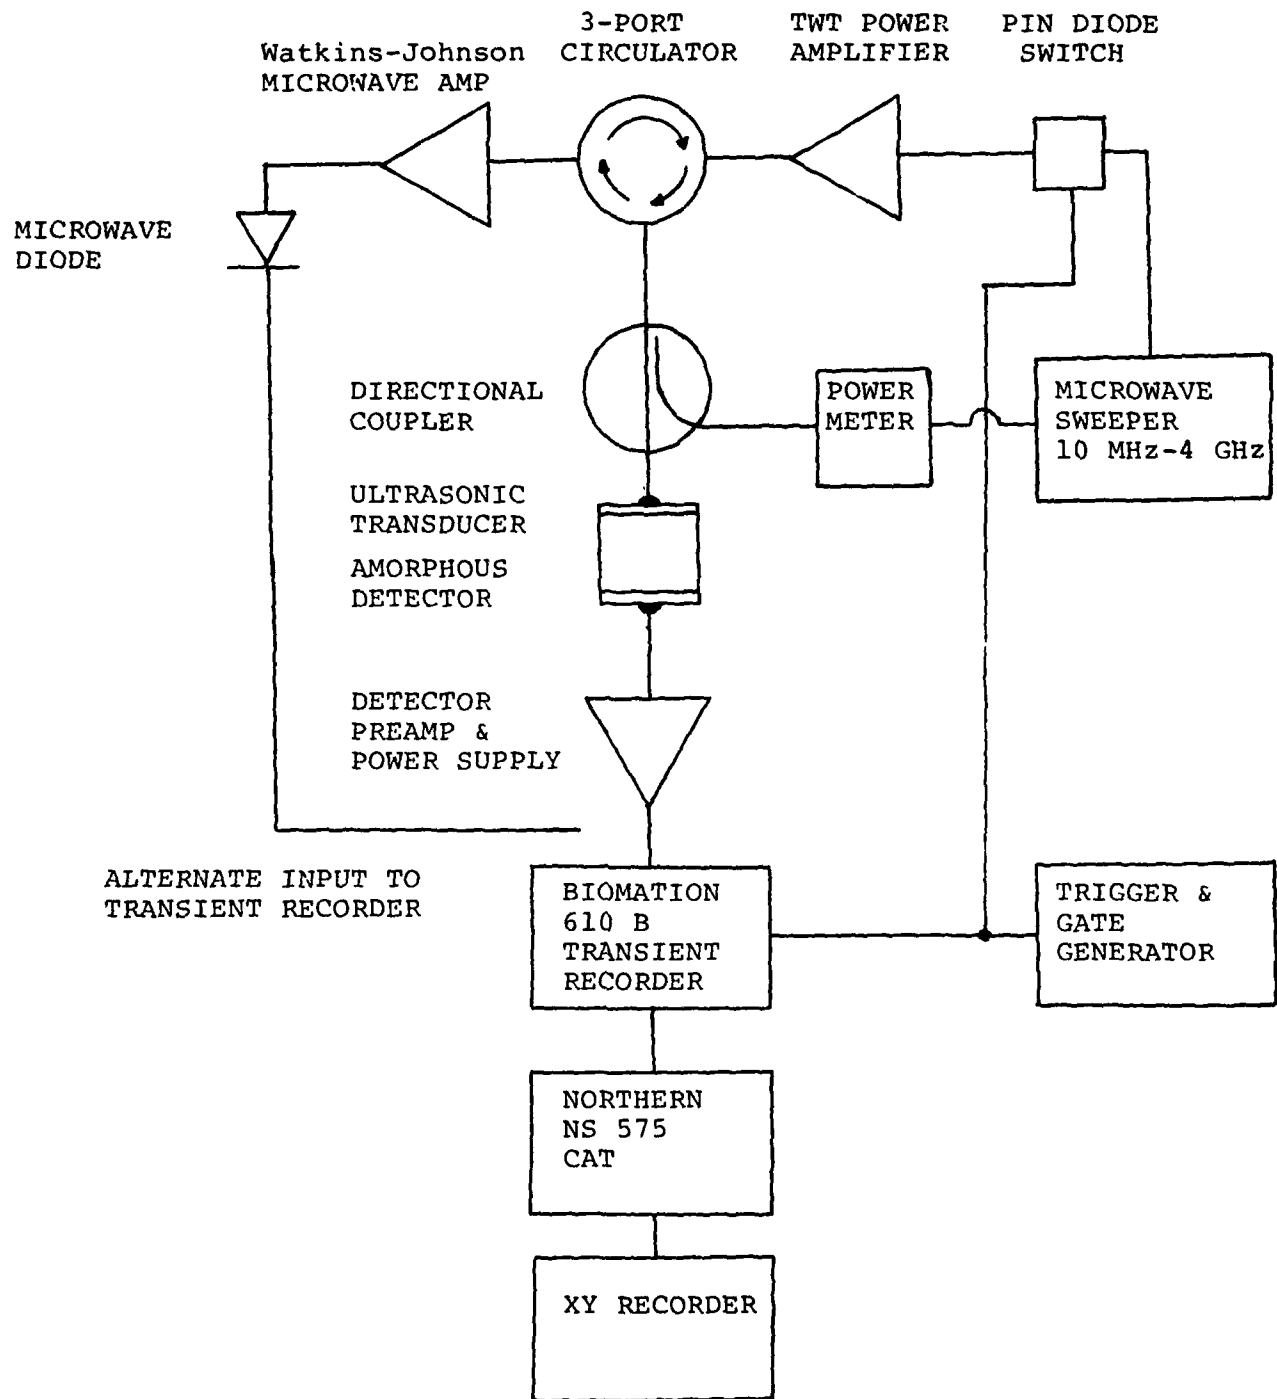 3-PORT
CIRCULATOR
TWT POWER
AMPLIFIER
PIN DIODE
SWITCH
Watkins-Johnson
MICROWAVE AMP
MICROWAVE
DIODE
DIRECTIONAL
COUPLER
POWER
METER
MICROWAVE
SWEEPER
10 MHz-4 GHz
ULTRASONIC
TRANSDUCER
AMORPHOUS
DETECTOR
DETECTOR
PREAMP &
POWER SUPPLY
ALTERNATE INPUT TO
TRANSIENT RECORDER
BIOMATION
610 B
TRANSIENT
RECORDER
TRIGGER &
GATE
GENERATOR
NORTHERN
NS 575
CAT
XY RECORDER